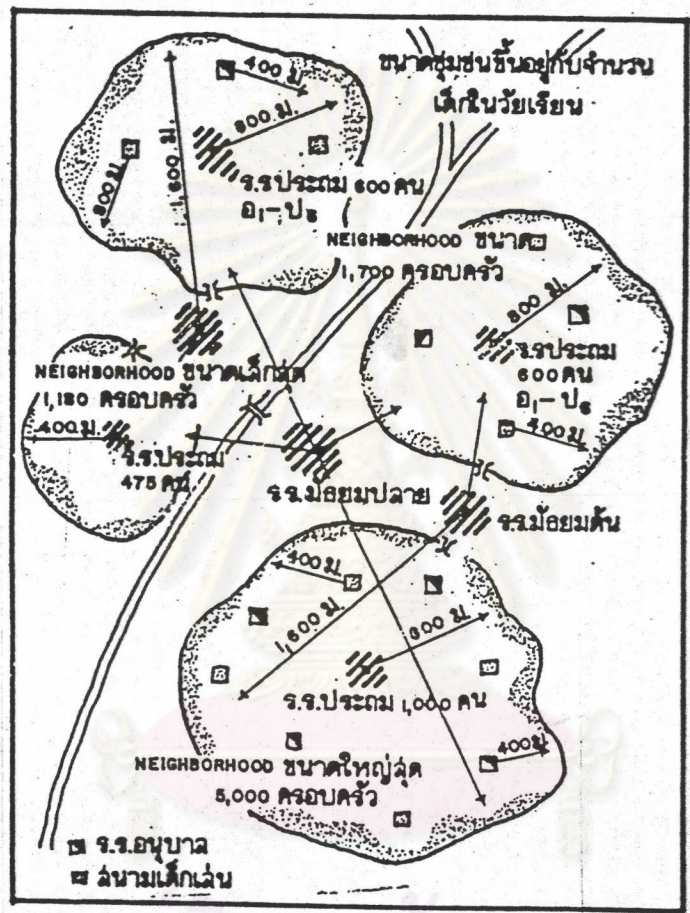 ขนาดชุมชนขึ้นอยู่กับจำนวน
เด็กในวัยเรียน
400 ม.
800 ม.
1,600 ม.
800 ม.
ร.ร.ประถม 600 คน
อ1-ป6
NEIGHBORHOOD ขนาด
1,700 ครอบครัว
800 ม.
ร.ร.ประถม
600 คน
อ1-ป6
400 ม.
NEIGHBORHOOD ขนาดเล็กสุด
1,180 ครอบครัว
400 ม.
ร.ร.ประถม
475 คน
ร.ร.มัธยมปลาย
ร.ร.มัธยมต้น
400 ม.
1,600 ม.
800 ม.
ร.ร.ประถม 1,000 คน
400 ม.
NEIGHBORHOOD ขนาดใหญ่สุด
5,000 ครอบครัว
ร.ร.อนุบาล
สนามเด็กเล่น